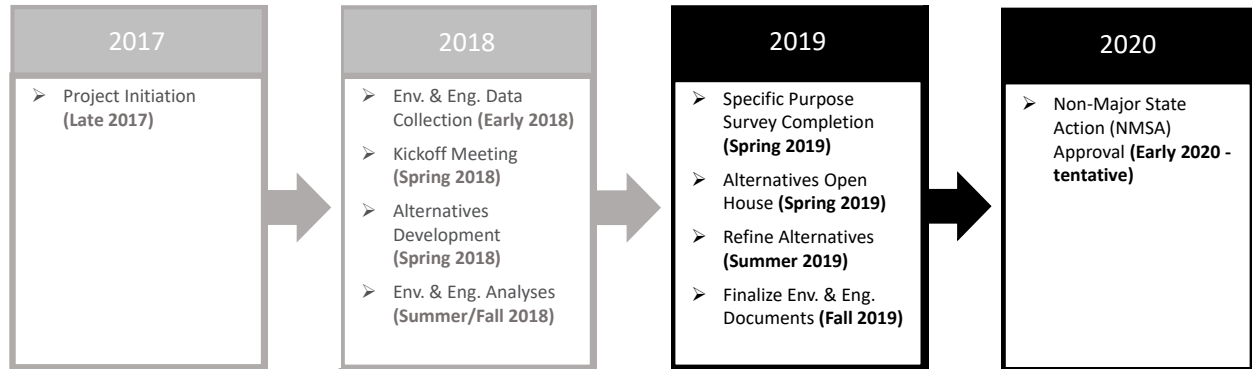 2017
➢ Project Initiation
(Late 2017)
2018
➢ Env. & Eng. Data
Collection (Early 2018)
➢ Kickoff Meeting
(Spring 2018)
➢ Alternatives
Development
(Spring 2018)
➢ Env. & Eng. Analyses
(Summer/Fall 2018)
2019
➢ Specific Purpose
Survey Completion
(Spring 2019)
➢ Alternatives Open
House (Spring 2019)
➢ Refine Alternatives
(Summer 2019)
➢ Finalize Env. & Eng.
Documents (Fall 2019)
2020
➢ Non-Major State
Action (NMSA)
Approval (Early 2020 -
tentative)